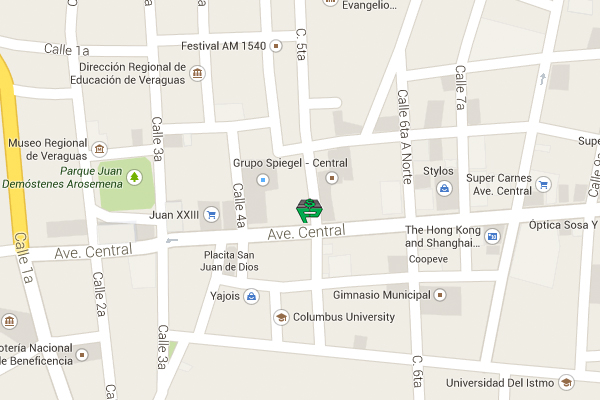 Evangelio...
C. 5ta
Calle 1a
Festival AM 1540
Dirección Regional de
Educación de Veraguas
Calle 3a
Calle 6ta A Norte
Calle 7a
Museo Regional
de Veraguas
Parque Juan
Demóstenes Arosemena
Grupo Spiegel - Central
Stylos
Super Carnes
Ave. Central
Supe
Calle 9
Calle 4a
Juan XXIII
Ave. Central
Ave. Central
The Hong Kong
and Shanghai...
Coopeve
Óptica Sosa Y
Calle 1a
Calle 2a
Placita San
Juan de Dios
Yajois
Gimnasio Municipal
Columbus University
Calle 3a
otería Nacional
de Beneficencia
C. 6ta
Universidad Del Istmo